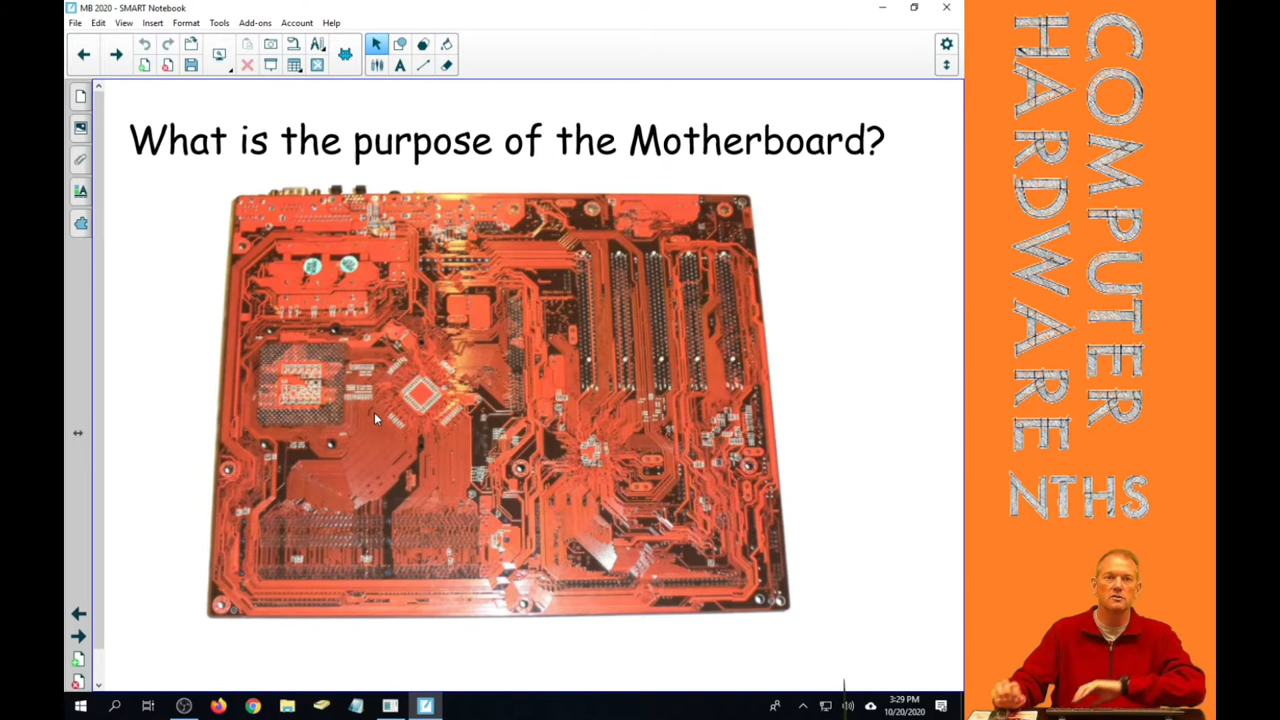 MB 2020 - SMART Notebook
File Edit View Insert Format Tools Add-ons Account Help
What is the purpose of the Motherboard?
COMPUTER
HARDWARE
NTHS
3:29 PM
10/20/2020